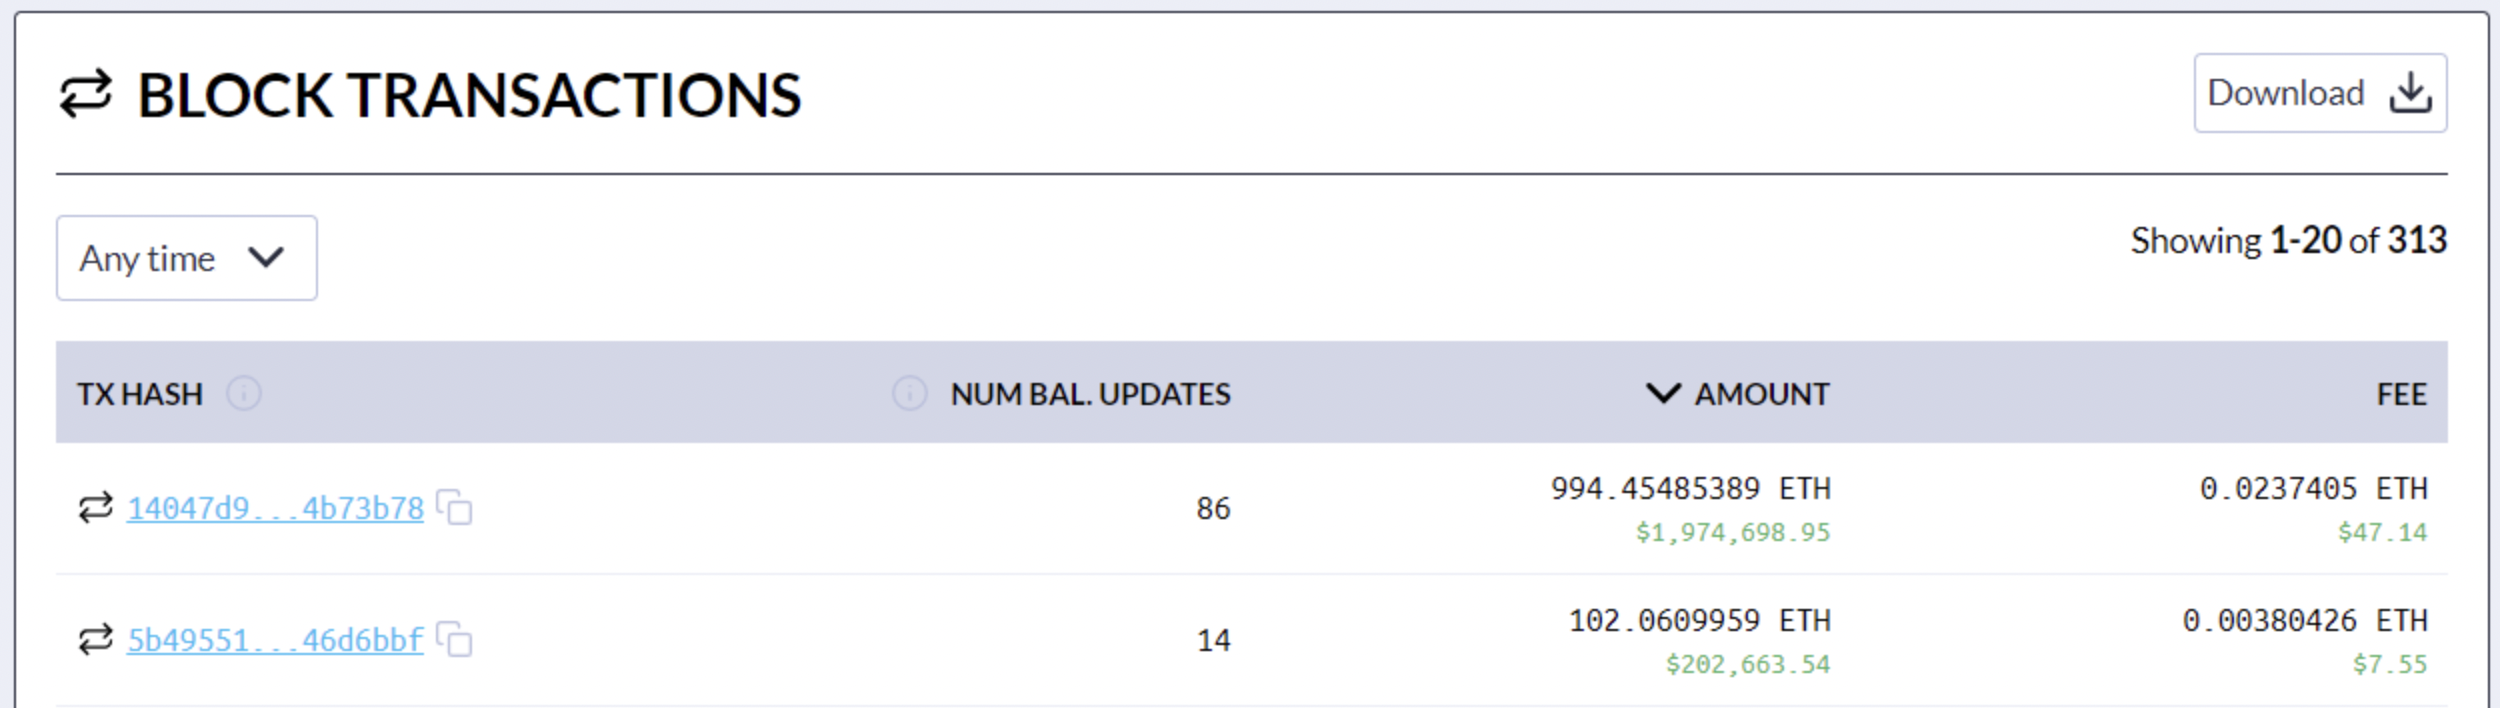 BLOCK TRANSACTIONS
Download
Any time
Showing 1-20 of 313
TX HASH NUM BAL. UPDATES AMOUNT FEE
14047d9...4b73b78 86 994.45485389 ETH 0.0237405 ETH
$1,974,698.95 $47.14
5b49551...46d6bbf 14 102.0609959 ETH 0.00380426 ETH
$202,663.54 $7.55